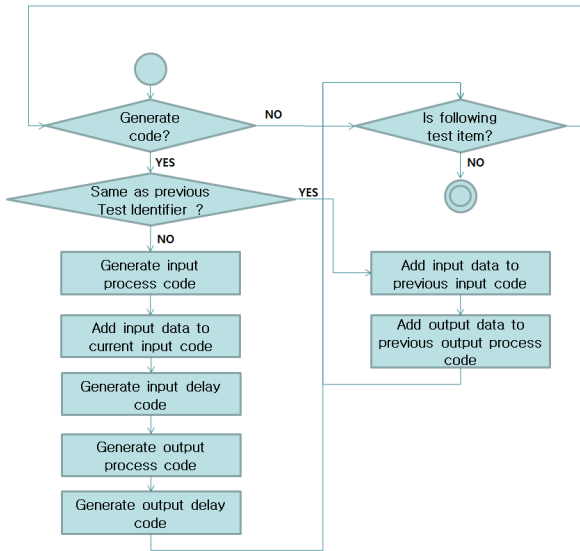 Generate
code?
NO
Is following
test item?
YES
NO
Same as previous
Test Identifier ?
YES
NO
Generate input
process code
Add input data to
previous input code
Add input data to
current input code
Add output data to
previous output process
code
Generate input delay
code
Generate output
process code
Generate output delay
code